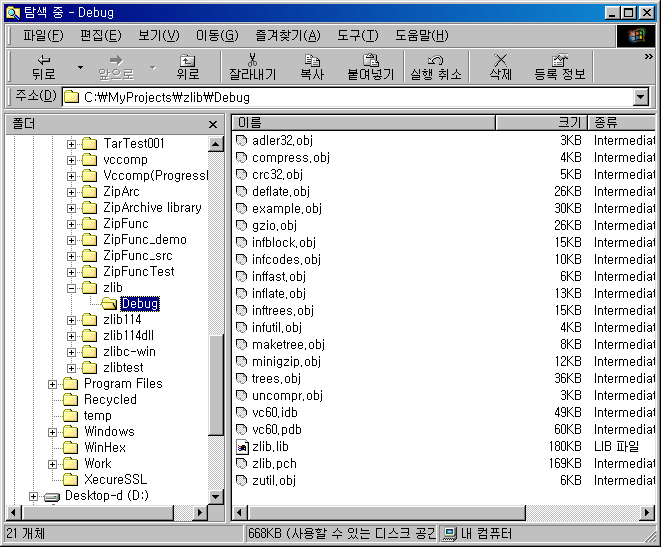 탐색 중 - Debug
파일(F) 편집(E) 보기(V) 이동(G) 즐겨찾기(A) 도구(T) 도움말(H)
뒤로 앞으로 위로 잘라내기 복사 붙여넣기 실행 취소 삭제 등록 정보 »
주소(D) C:₩MyProjects₩zlib₩Debug
폴더
TarTest001
vccomp
Vccomp(Progressl
ZipArc
ZipArchive library
ZipFunc
ZipFunc_demo
ZipFunc_src
ZipFuncTest
zlib
Debug
zlib114
zlib114dll
zlibc-win
zlibtest
Program Files
Recycled
temp
Windows
WinHex
Work
XecureSSL
Desktop-d (D:)
이름 크기 종류
adler32.obj 3KB Intermediat
compress.obj 4KB Intermediat
crc32.obj 5KB Intermediat
deflate.obj 26KB Intermediat
example.obj 30KB Intermediat
gzio.obj 26KB Intermediat
infblock.obj 15KB Intermediat
infcodes.obj 10KB Intermediat
inffast.obj 6KB Intermediat
inflate.obj 13KB Intermediat
inftrees.obj 15KB Intermediat
infutil.obj 4KB Intermediat
maketree.obj 8KB Intermediat
minigzip.obj 12KB Intermediat
trees.obj 36KB Intermediat
uncompr.obj 3KB Intermediat
vc60.idb 49KB Intermediat
vc60.pdb 60KB Intermediat
zlib.lib 180KB LIB 파일
zlib.pch 169KB Intermediat
zutil.obj 6KB Intermediat
21 개체 668KB (사용할 수 있는 디스크 공간 내 컴퓨터